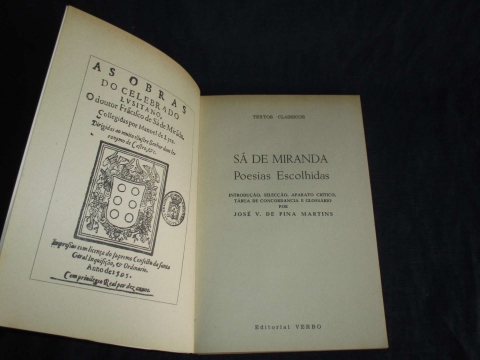 AS OBRAS
DO CELEBRADO
LVSITANO,
O doutor Frãcisco de Sá de Mirãda.
Collegidas por Manoel de Lyra.
Dirigidas ao muito illustre Senhor dom Ieronymo de Castro, &c.
Impressas com licença do supremo Conselho da santa
Geral Inquisição, & Ordinario.
Anno de 1595.
Com privilegio Real por dez annos.
TEXTOS CLÁSSICOS
SÁ DE MIRANDA
Poesias Escolhidas
INTRODUÇÃO, SELECÇÃO, APARATO CRÍTICO,
TÁBUA DE CONCORDÂNCIA E GLOSSÁRIO
POR
JOSÉ V. DE PINA MARTINS
Editorial VERBO